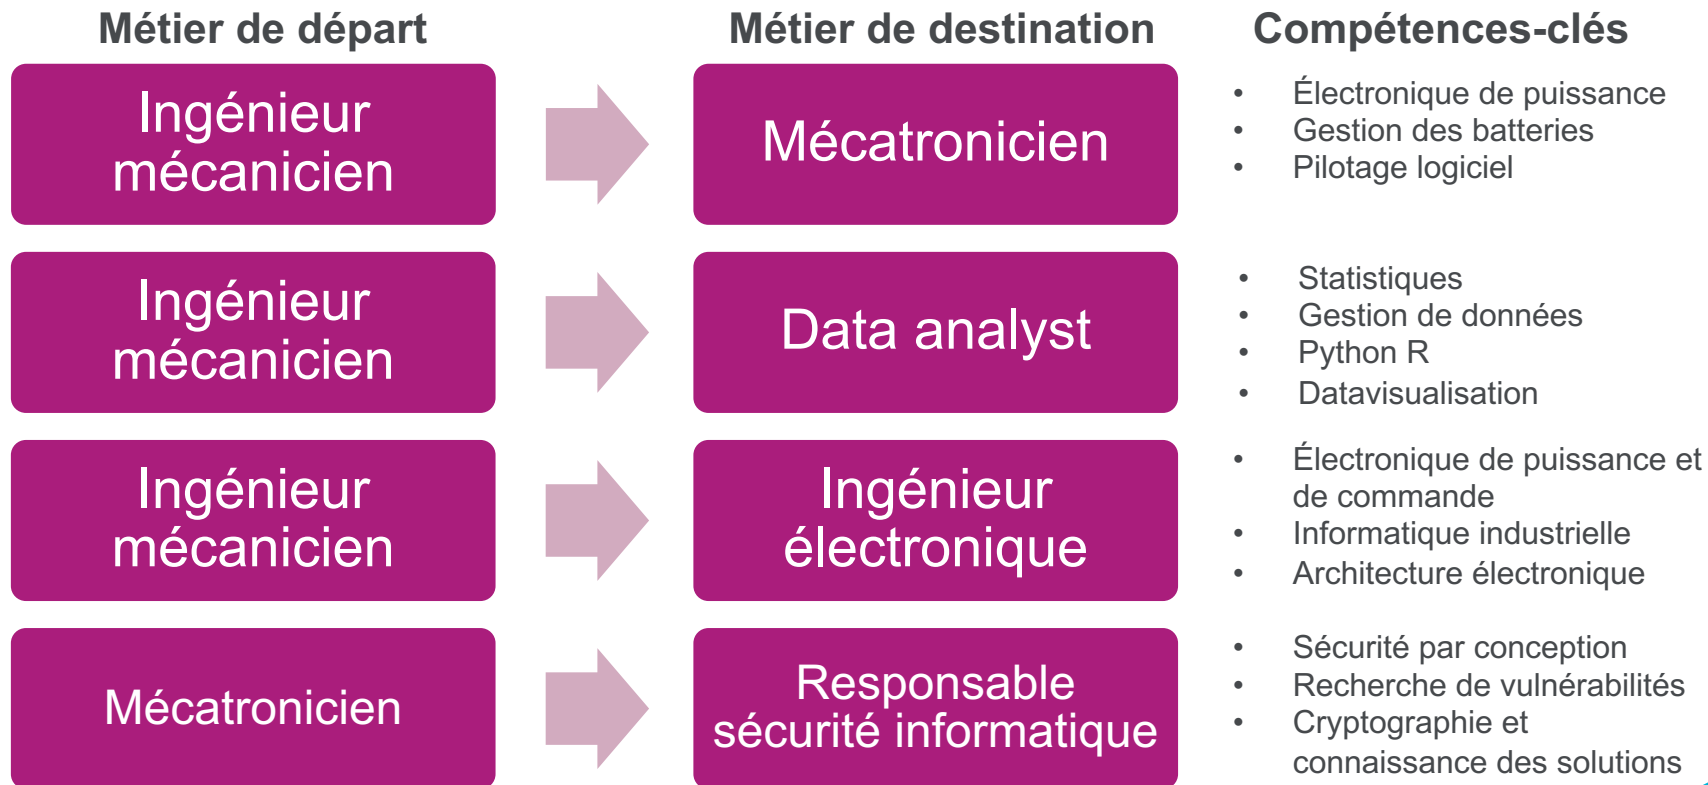 Métier de départ
Métier de destination
Compétences-clés
Ingénieur
mécanicien
Mécatronicien
• Électronique de puissance
• Gestion des batteries
• Pilotage logiciel
Ingénieur
mécanicien
Data analyst
• Statistiques
• Gestion de données
• Python R
• Datavisualisation
Ingénieur
mécanicien
Ingénieur
électronique
• Électronique de puissance et
de commande
• Informatique industrielle
• Architecture électronique
Mécatronicien
Responsable
sécurité informatique
• Sécurité par conception
• Recherche de vulnérabilités
• Cryptographie et
connaissance des solutions